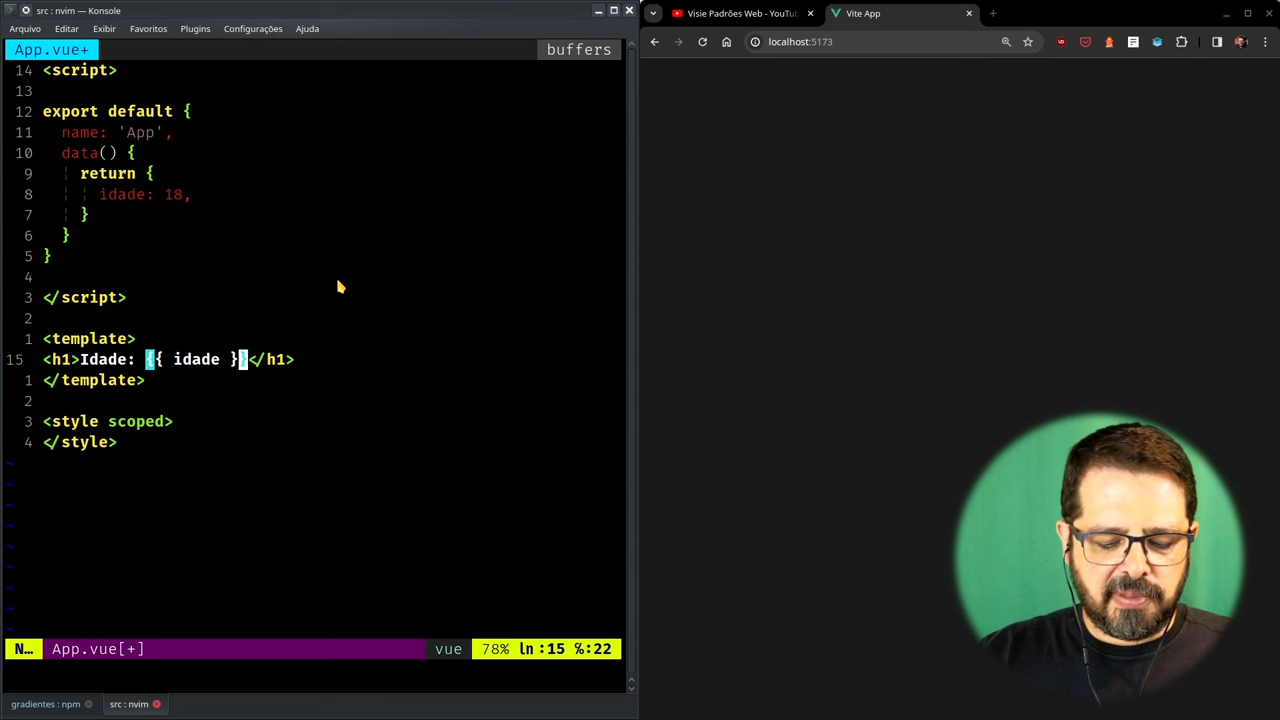 src : nvim — Konsole
Arquivo Editar Exibir Favoritos Plugins Configurações Ajuda
App.vue+ buffers
14 <script>
13
12 export default {
11 name: 'App',
10 data() {
9 return {
8 idade: 18,
7 }
6 }
5 }
4
3 </script>
2
1 <template>
15 <h1>Idade: {{ idade }}</h1>
1 </template>
2
3 <style scoped>
4 </style>
~
~
~
~
~
~
~
~
~
N… App.vue[+] vue 78% ln:15 %:22
gradientes : npm src : nvim
Visie Padrões Web - YouTu
Vite App
localhost:5173